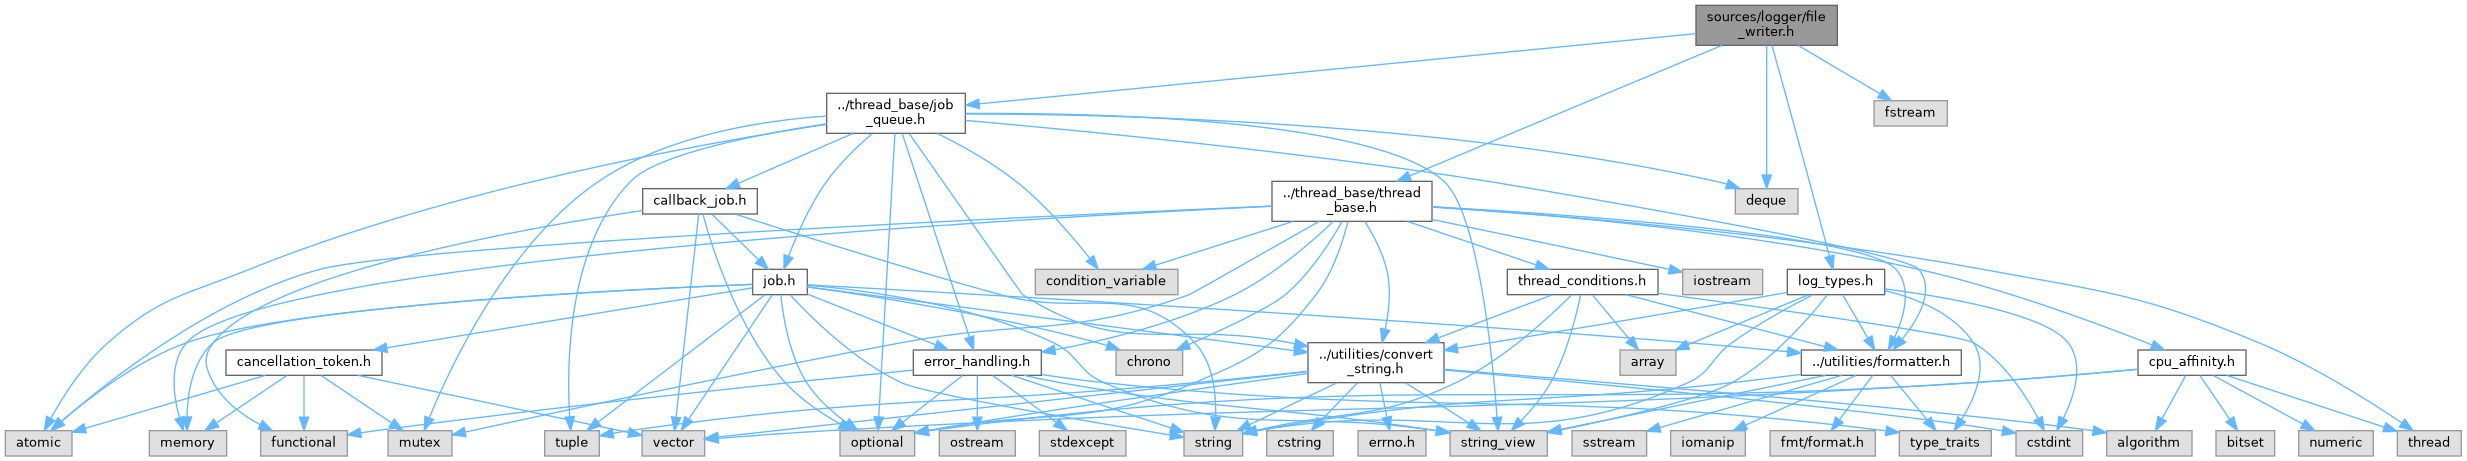 sources/logger/file
_writer.h
../thread_base/job
_queue.h
fstream
callback_job.h
../thread_base/thread
_base.h
deque
job.h
condition_variable
thread_conditions.h
iostream
log_types.h
cancellation_token.h
error_handling.h
chrono
../utilities/convert
_string.h
array
../utilities/formatter.h
cpu_affinity.h
atomic
memory
functional
mutex
tuple
vector
optional
ostream
stdexcept
string
cstring
errno.h
string_view
sstream
iomanip
fmt/format.h
type_traits
cstdint
algorithm
bitset
numeric
thread